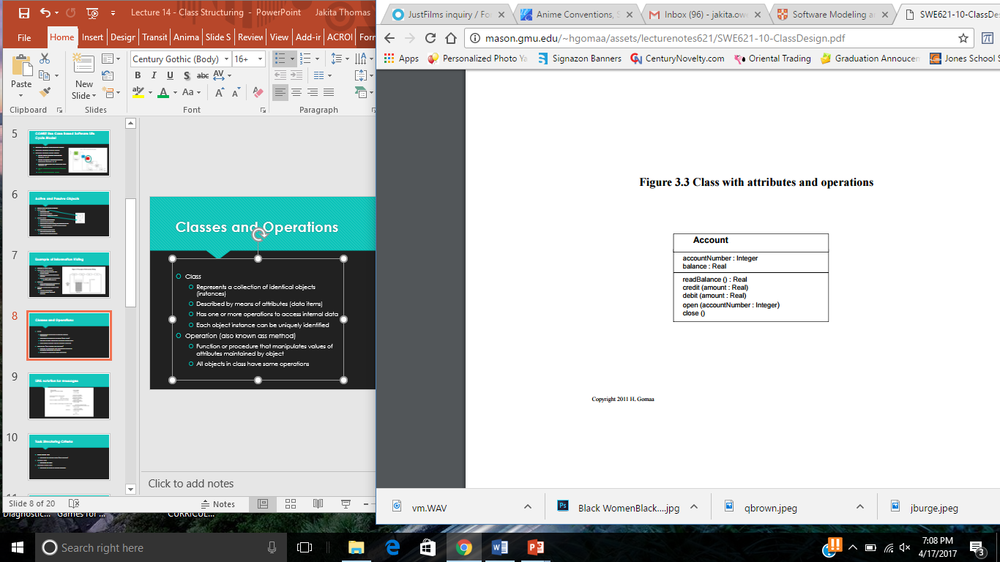 Lecture 14 - Class Structuring - PowerPoint
Jakita Thomas
File
Home
Insert
Design
Transit
Anima
Slide S
Review
View
Add-ir
ACROI
Forn
Paste
Clipboard
New
Slide
Slides
Century Gothic (Body)
16+
B I U S abc AV
Aa
A
Font
Paragraph
5
6
Active and Passive Objects
7
Example of Information Hiding
8
Classes and Operations
9
UML notation for messages
10
Task Structuring Criteria
Classes and Operations
Class
Represents a collection of identical objects
(instances)
Described by means of attributes (data items)
Has one or more operations to access internal data
Each object instance can be uniquely identified
Operation (also known ass method)
Function or procedure that manipulates values of
attributes maintained by object
All objects in class have same operations
Click to add notes
Slide 8 of 20
Notes
JustFilms inquiry / Fo
Anime Conventions, S
Inbox (96) - jakita.ow
Software Modeling a
SWE621-10-ClassDes
mason.gmu.edu/~hgomaa/assets/lecturenotes621/SWE621-10-ClassDesign.pdf
Apps
Personalized Photo Ya
Signazon Banners
CenturyNovelty.com
Oriental Trading
Graduation Annoucen
Jones School S
Figure 3.3 Class with attributes and operations
Account
accountNumber : Integer
balance : Real
readBalance () : Real
credit (amount : Real)
debit (amount : Real)
open (accountNumber : Integer)
close ()
Copyright 2011 H. Gomaa
vm.WAV
Black WomenBlack....jpg
qbrown.jpeg
jburge.jpeg
Diagnostic...
Games for ...
CURRICUL...
Search right here
7:08 PM
4/17/2017
3